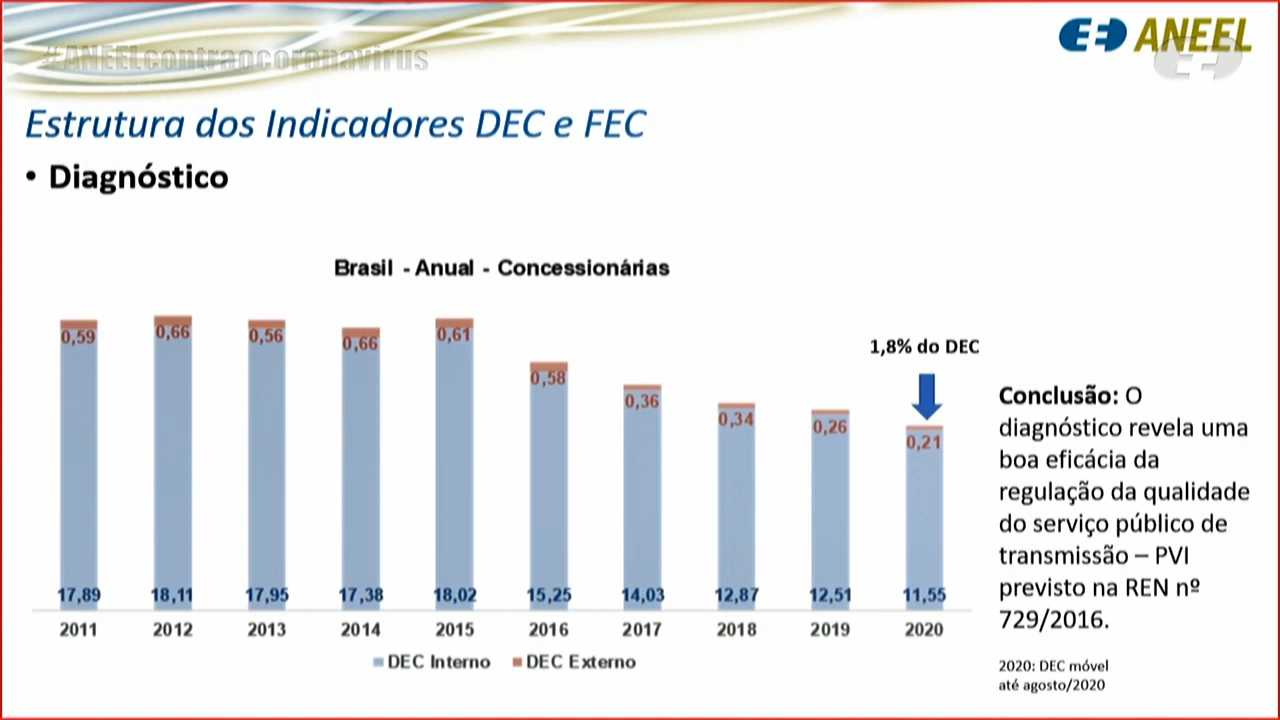 ANEEL
#ANEELcontraocoronavirus
Estrutura dos Indicadores DEC e FEC
• Diagnóstico
Brasil - Anual - Concessionárias
0,59 0,66 0,56 0,66 0,61 0,58 0,36 0,34 0,26 0,21
1,8% do DEC
17,89 18,11 17,95 17,38 18,02 15,25 14,03 12,87 12,51 11,55
2011 2012 2013 2014 2015 2016 2017 2018 2019 2020
DEC Interno DEC Externo
Conclusão: O
diagnóstico revela uma
boa eficácia da
regulação da qualidade
do serviço público de
transmissão – PVI
previsto na REN nº
729/2016.
2020: DEC móvel
até agosto/2020